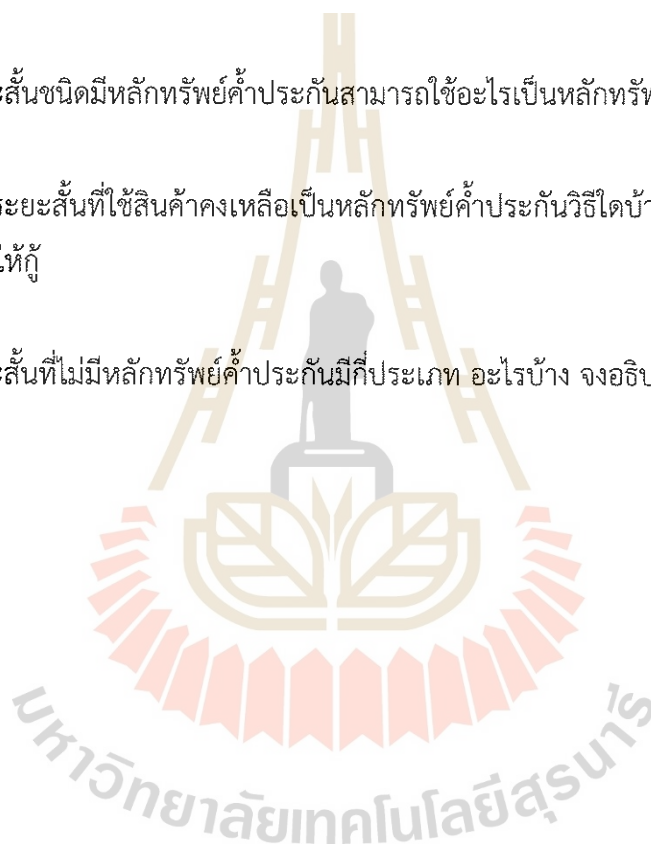 ะสั้นชนิดมีหลักทรัพย์ค้ำประกันสามารถใช้อะไรเป็นหลักทรัพ
ระยะสั้นที่ใช้สินค้าคงเหลือเป็นหลักทรัพย์ค้ำประกันวิธีใดบ้า
ให้กู้
ะสั้นที่ไม่มีหลักทรัพย์ค้ำประกันมีกี่ประเภท อะไรบ้าง จงอธิบ
มหาวิทยาลัยเทคโนโลยีสุรนารี